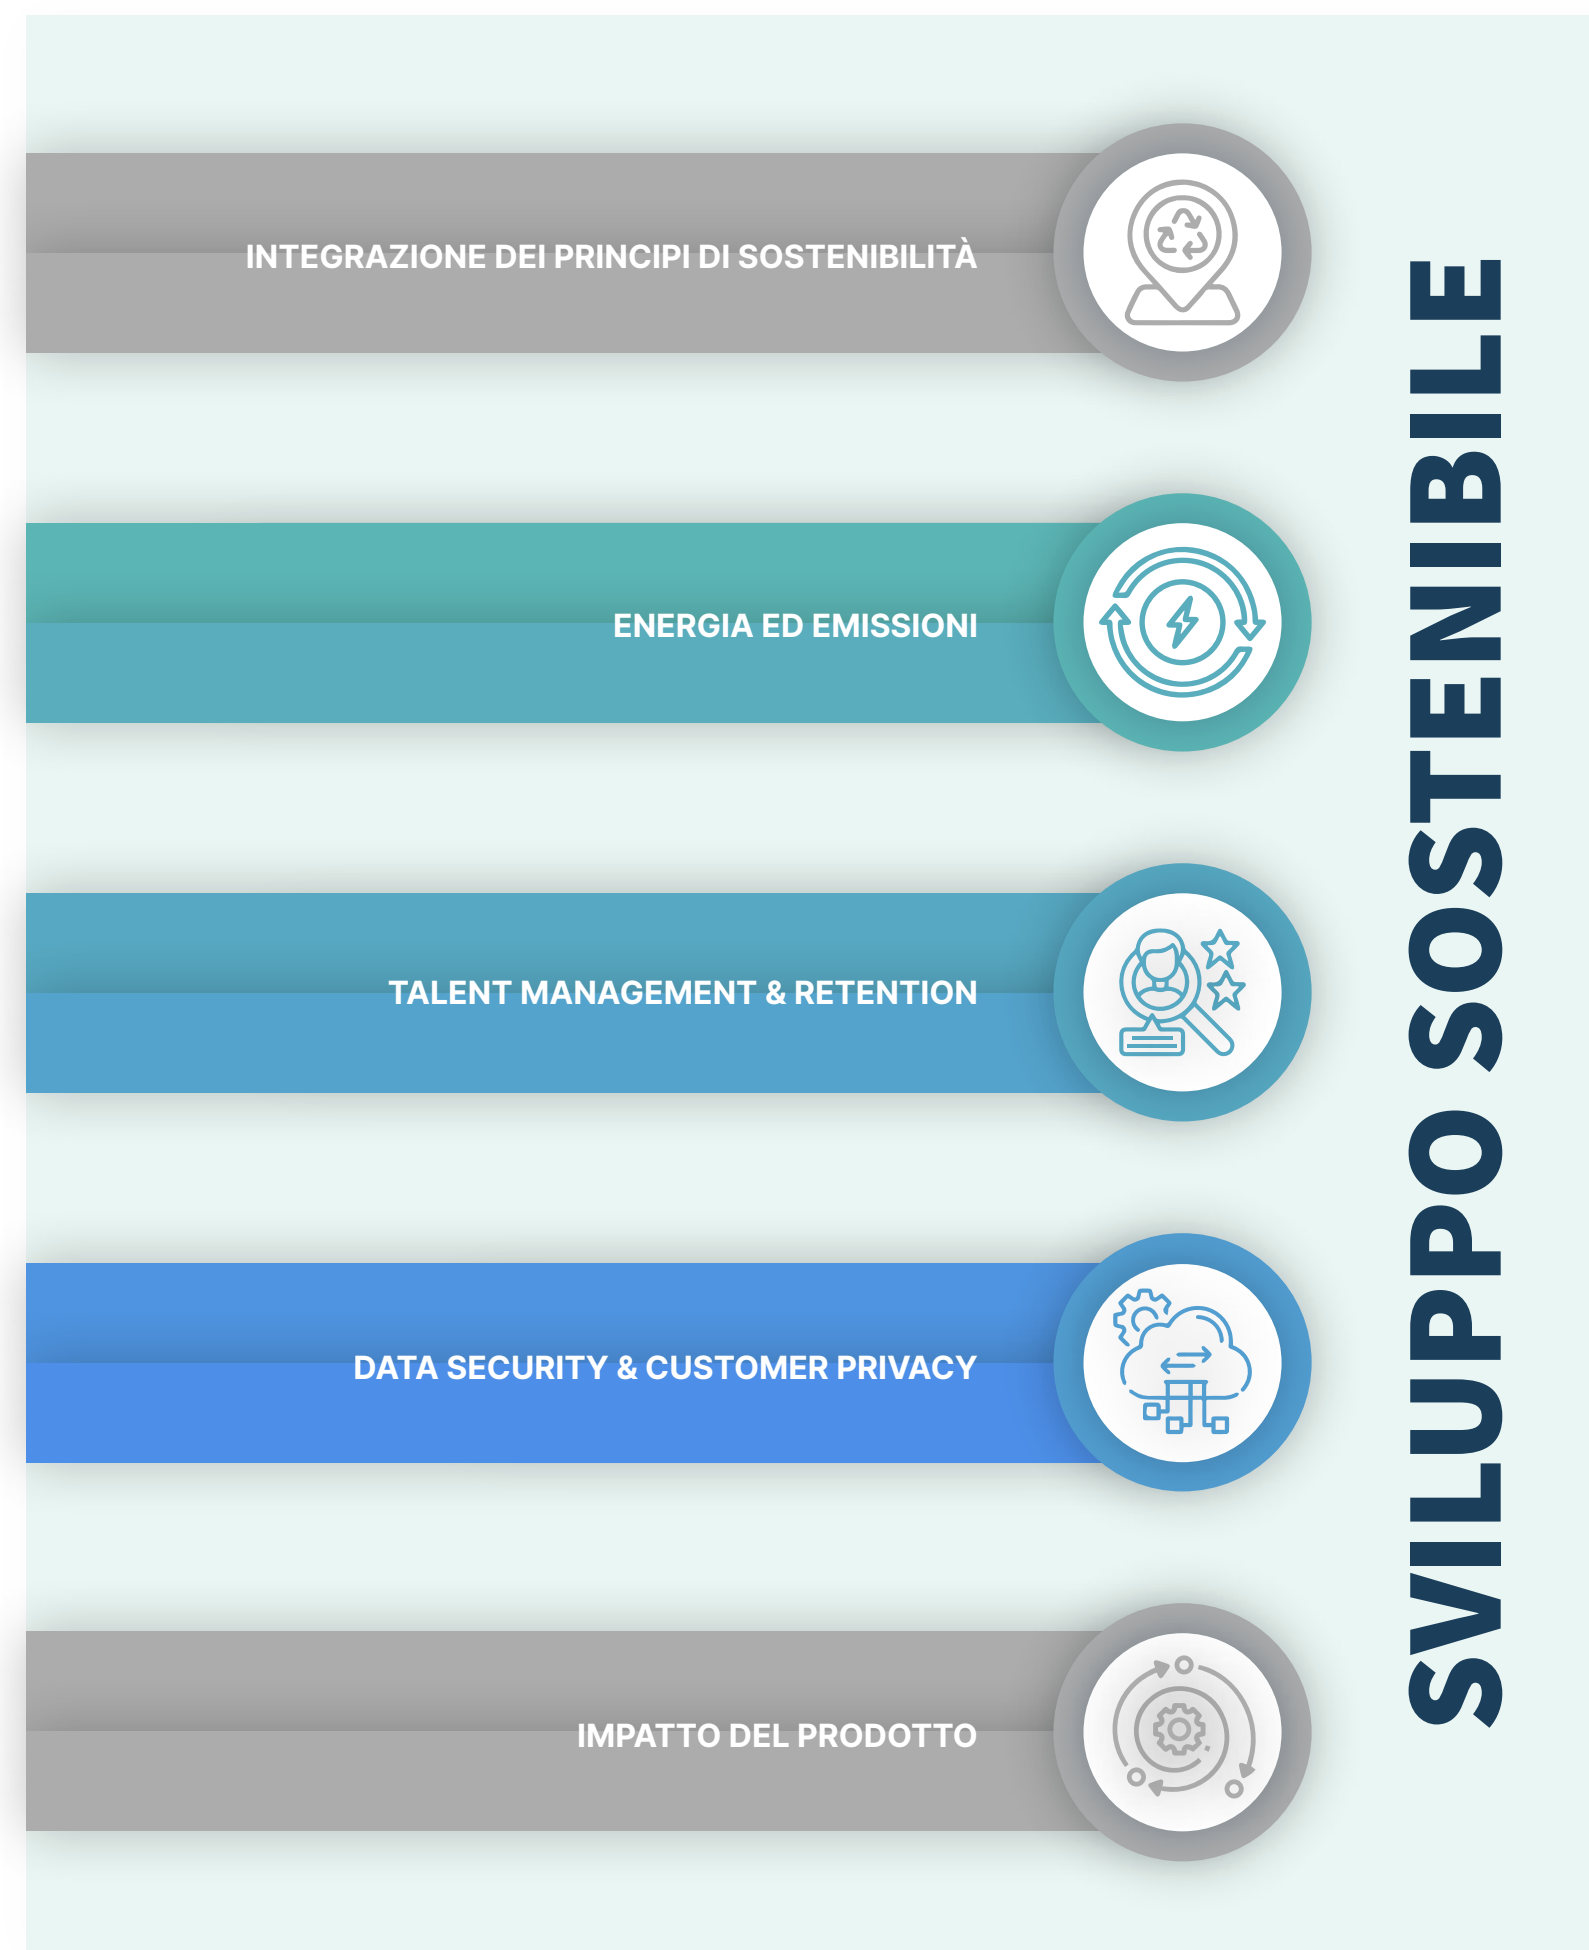 INTEGRAZIONE DEI PRINCIPI DI SOSTENIBILITÀ
ENERGIA ED EMISSIONI
TALENT MANAGEMENT & RETENTION
DATA SECURITY & CUSTOMER PRIVACY
IMPATTO DEL PRODOTTO
SVILUPPO SOSTENIBILE